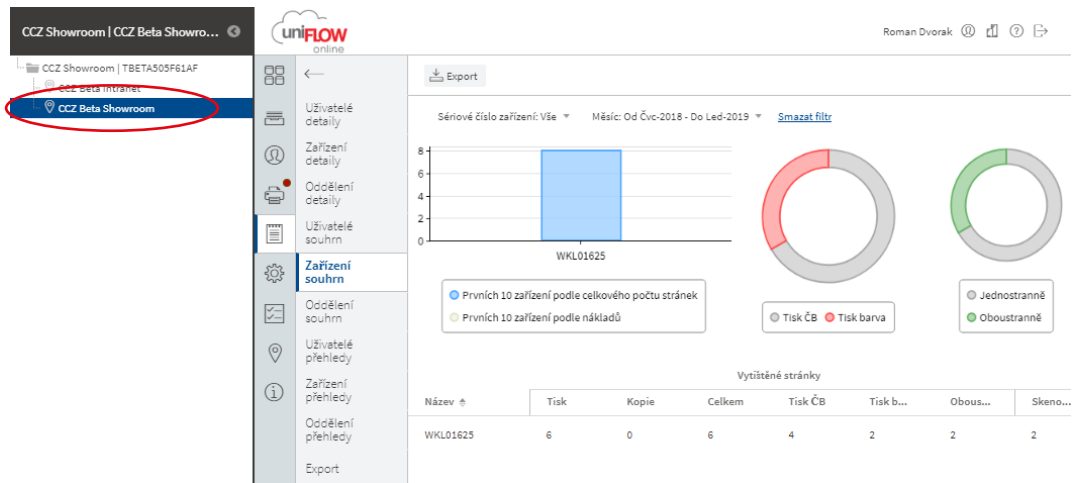 CCZ Showroom | CCZ Beta Showro...
uniFLOW
online
Roman Dvorak
CCZ Showroom | TBETA505F61AF
CCZ Beta Intranet
CCZ Beta Showroom
Export
Uživatelé
detaily
Zařízení
detaily
Oddělení
detaily
Uživatelé
souhrn
Zařízení
souhrn
Oddělení
souhrn
Uživatelé
přehledy
Zařízení
přehledy
Oddělení
přehledy
Export
Sériové číslo zařízení: Vše Měsíc: Od Čvc-2018 - Do Led-2019 Smazat filtr
8
6
4
2
0
WKL01625
Prvních 10 zařízení podle celkového počtu stránek
Prvních 10 zařízení podle nákladů
Tisk ČB Tisk barva
Jednostranně
Oboustranně
Vytištěné stránky
Název Tisk Kopie Celkem Tisk ČB Tisk b... Obous... Skeno...
WKL01625 6 0 6 4 2 2 2